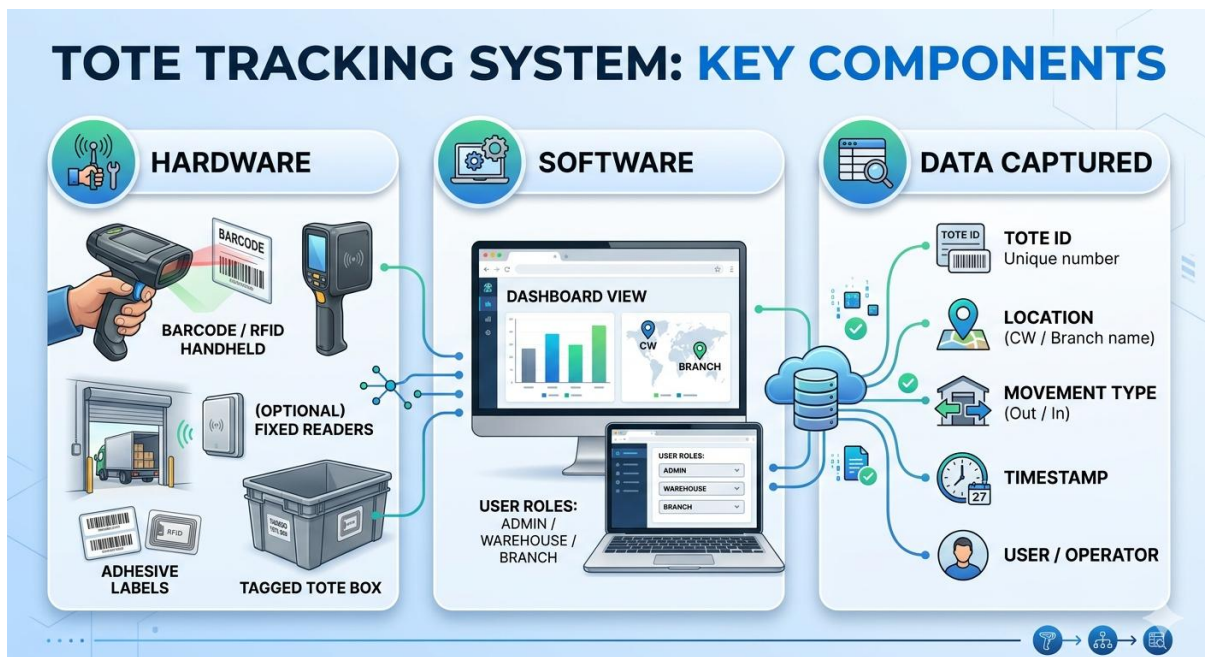 TOTE TRACKING SYSTEM: KEY COMPONENTS
HARDWARE
BARCODE
BARCODE / RFID
HANDHELD
(OPTIONAL)
FIXED READERS
RFID
ADHESIVE
LABELS
TAGGED TOTE BOX
SOFTWARE
DASHBOARD VIEW
CW
BRANCH
USER ROLES:
ADMIN /
WAREHOUSE /
BRANCH
USER ROLES:
ADMIN
WAREHOUSE
BRANCH
DATA CAPTURED
TOTE ID
TOTE ID
Unique number
LOCATION
(CW / Branch name)
MOVEMENT TYPE
(Out / In)
27
TIMESTAMP
USER / OPERATOR